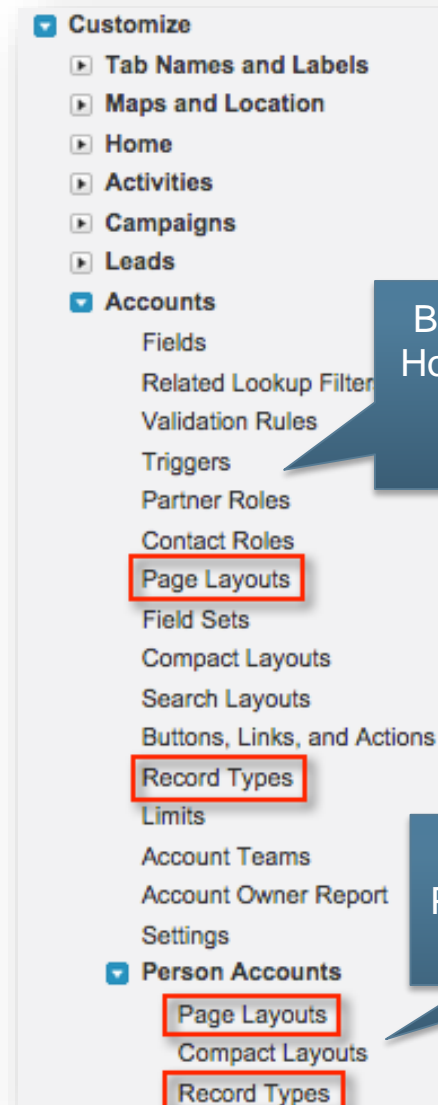 Customize
Tab Names and Labels
Maps and Location
Home
Activities
Campaigns
Leads
Accounts
Fields
Related Lookup Filter
Validation Rules
Triggers
Partner Roles
Contact Roles
Page Layouts
Field Sets
Compact Layouts
Search Layouts
Buttons, Links, and Actions
Record Types
Limits
Account Teams
Account Owner Report
Settings
Person Accounts
Page Layouts
Compact Layouts
Record Types